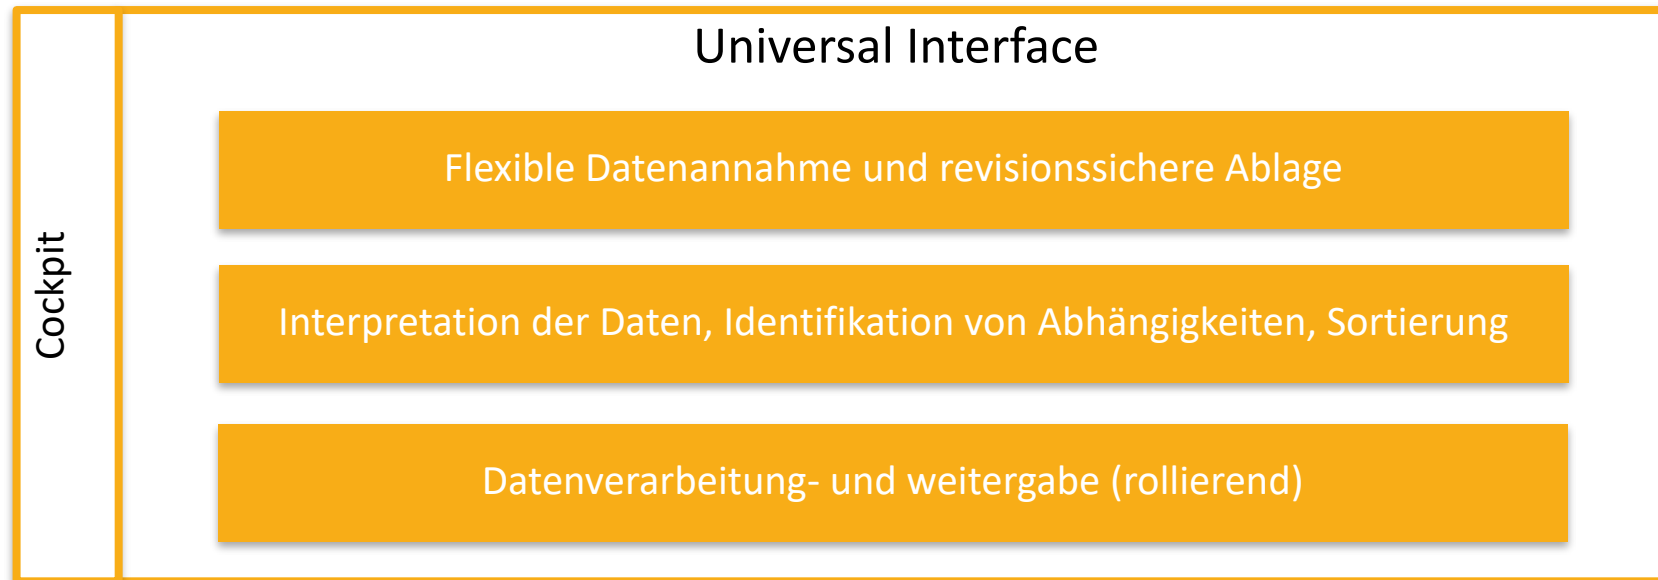 Universal Interface
Cockpit
Flexible Datenannahme und revisionssichere Ablage
Interpretation der Daten, Identifikation von Abhängigkeiten, Sortierung
Datenverarbeitung- und weitergabe (rollierend)